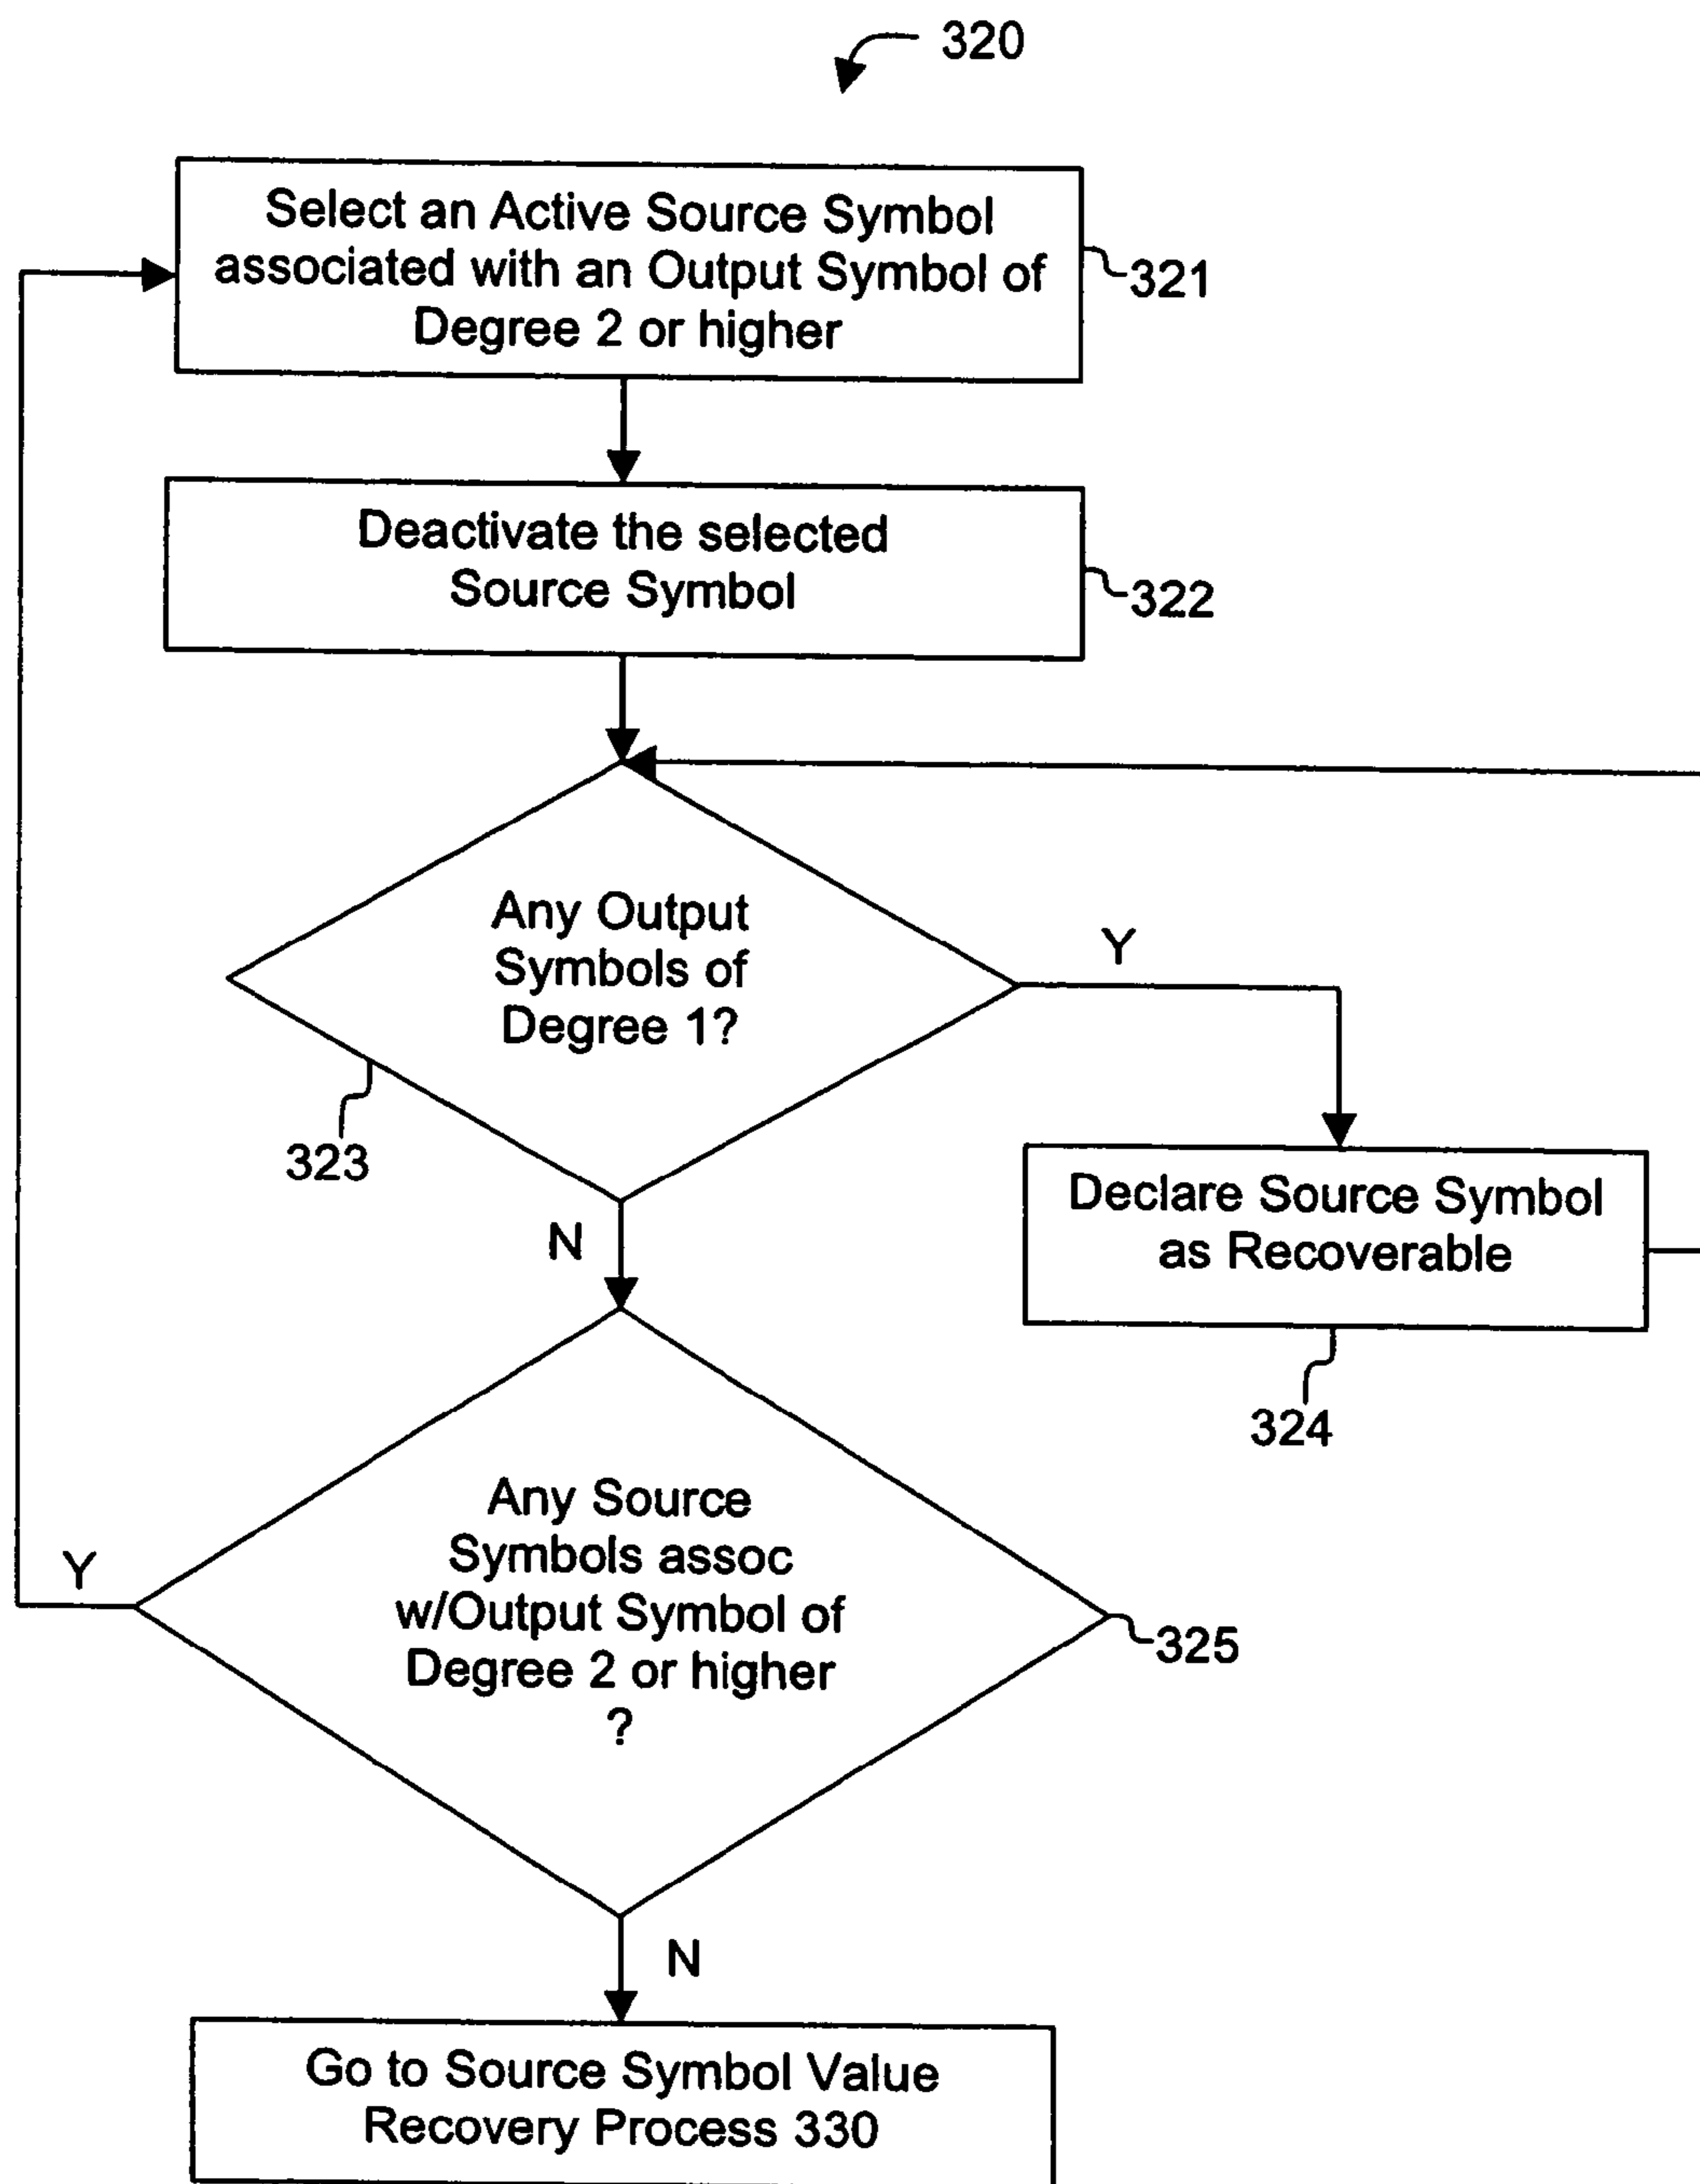 320
Select an Active Source Symbol
associated with an Output Symbol of
Degree 2 or higher
321
Deactivate the selected
Source Symbol
322
Any Output
Symbols of
Degree 1?
Y
323
N
Declare Source Symbol
as Recoverable
324
Any Source
Symbols assoc
w/Output Symbol of
Degree 2 or higher
?
Y
325
N
Go to Source Symbol Value
Recovery Process 330